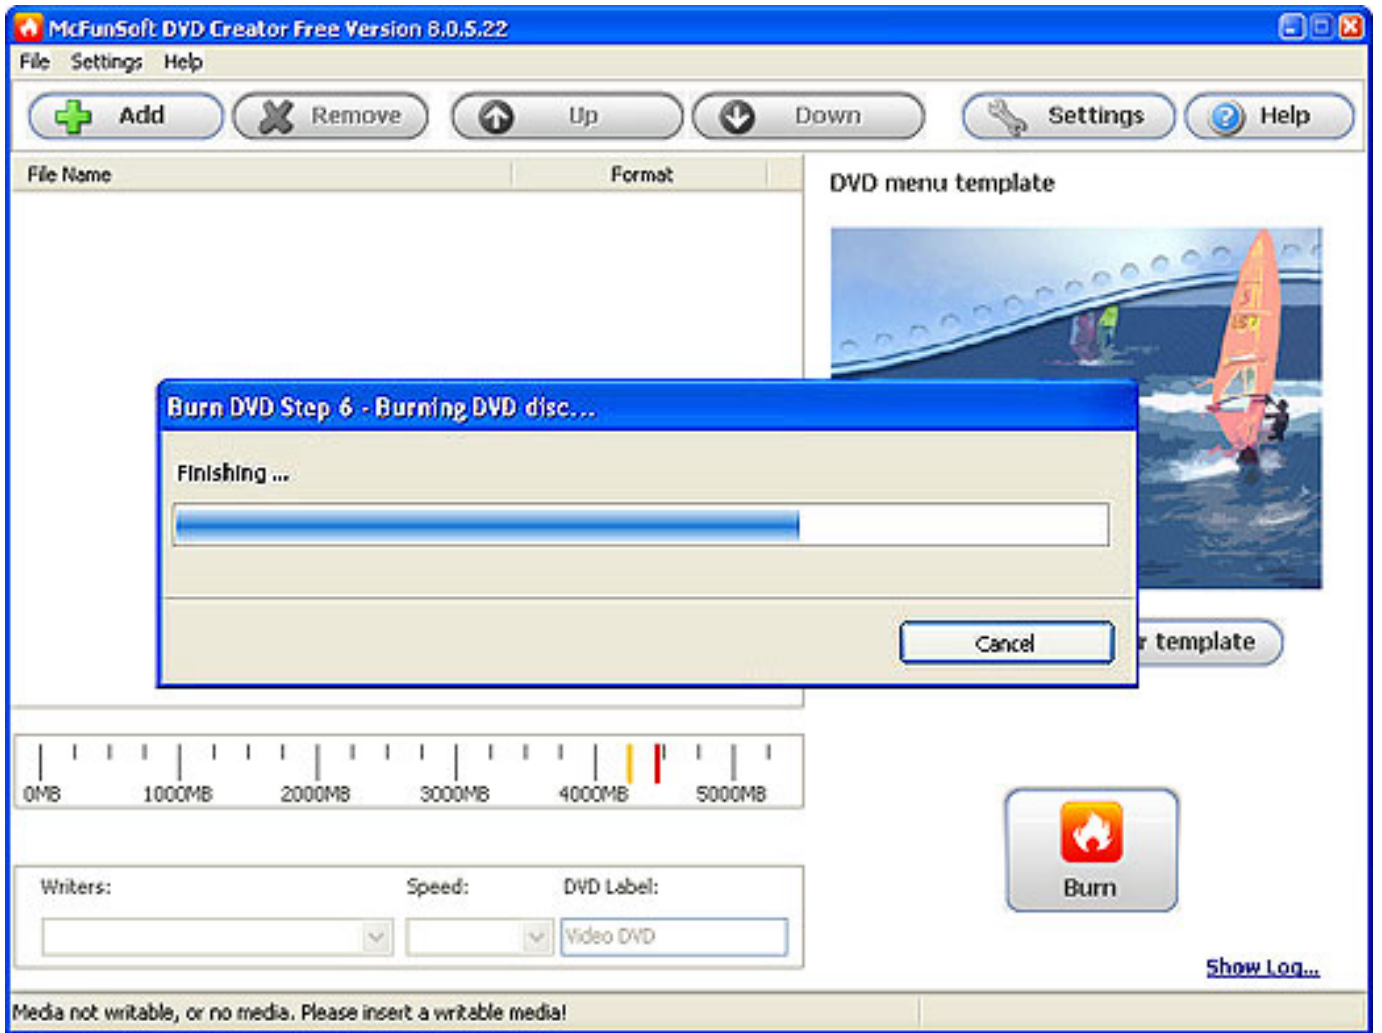 McFunSoft DVD Creator Free Version 8.0.5.22
File Settings Help
Add Remove Up Down Settings Help
File Name Format
DVD menu template
Burn DVD Step 6 - Burning DVD disc...
Finishing ...
Cancel
r template
0MB 1000MB 2000MB 3000MB 4000MB 5000MB
Writers: Speed: DVD Label:
Video DVD
Burn
Show Log...
Media not writable, or no media. Please insert a writable media!